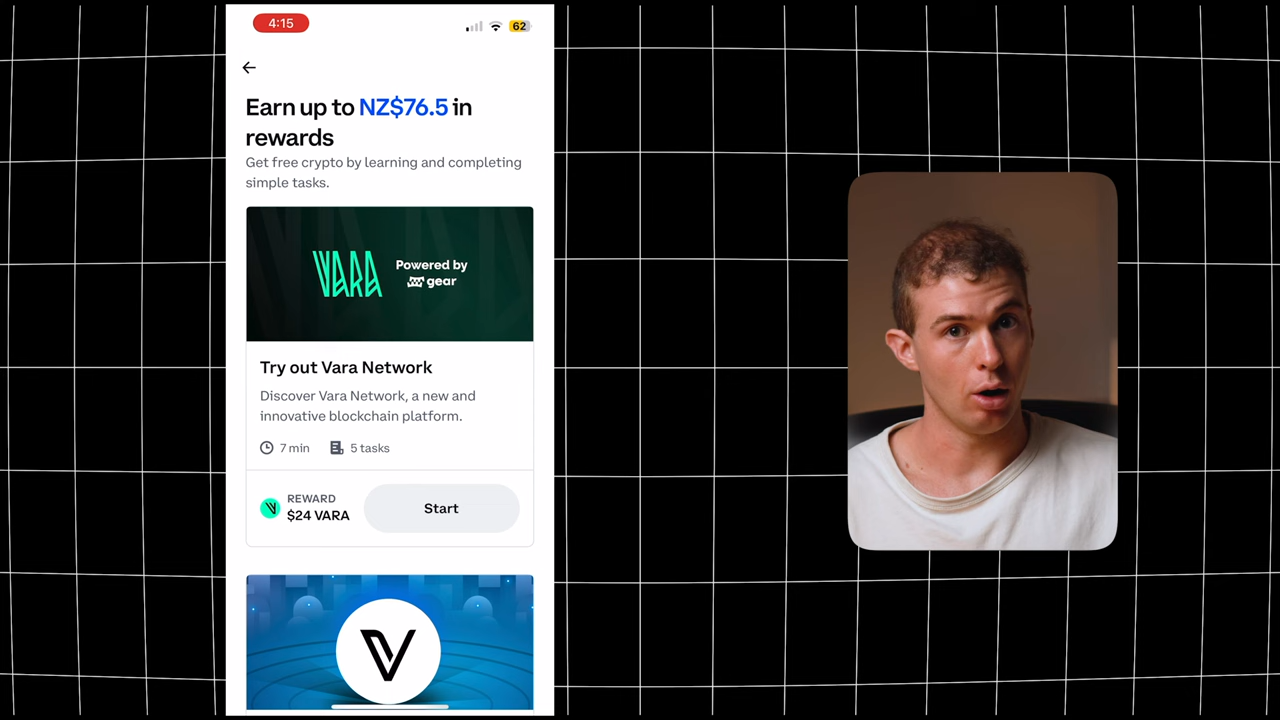 4:15
62
Earn up to NZ$76.5 in
rewards
Get free crypto by learning and completing
simple tasks.
VARA
Powered by
gear
Try out Vara Network
Discover Vara Network, a new and
innovative blockchain platform.
7 min 5 tasks
REWARD
$24 VARA
Start